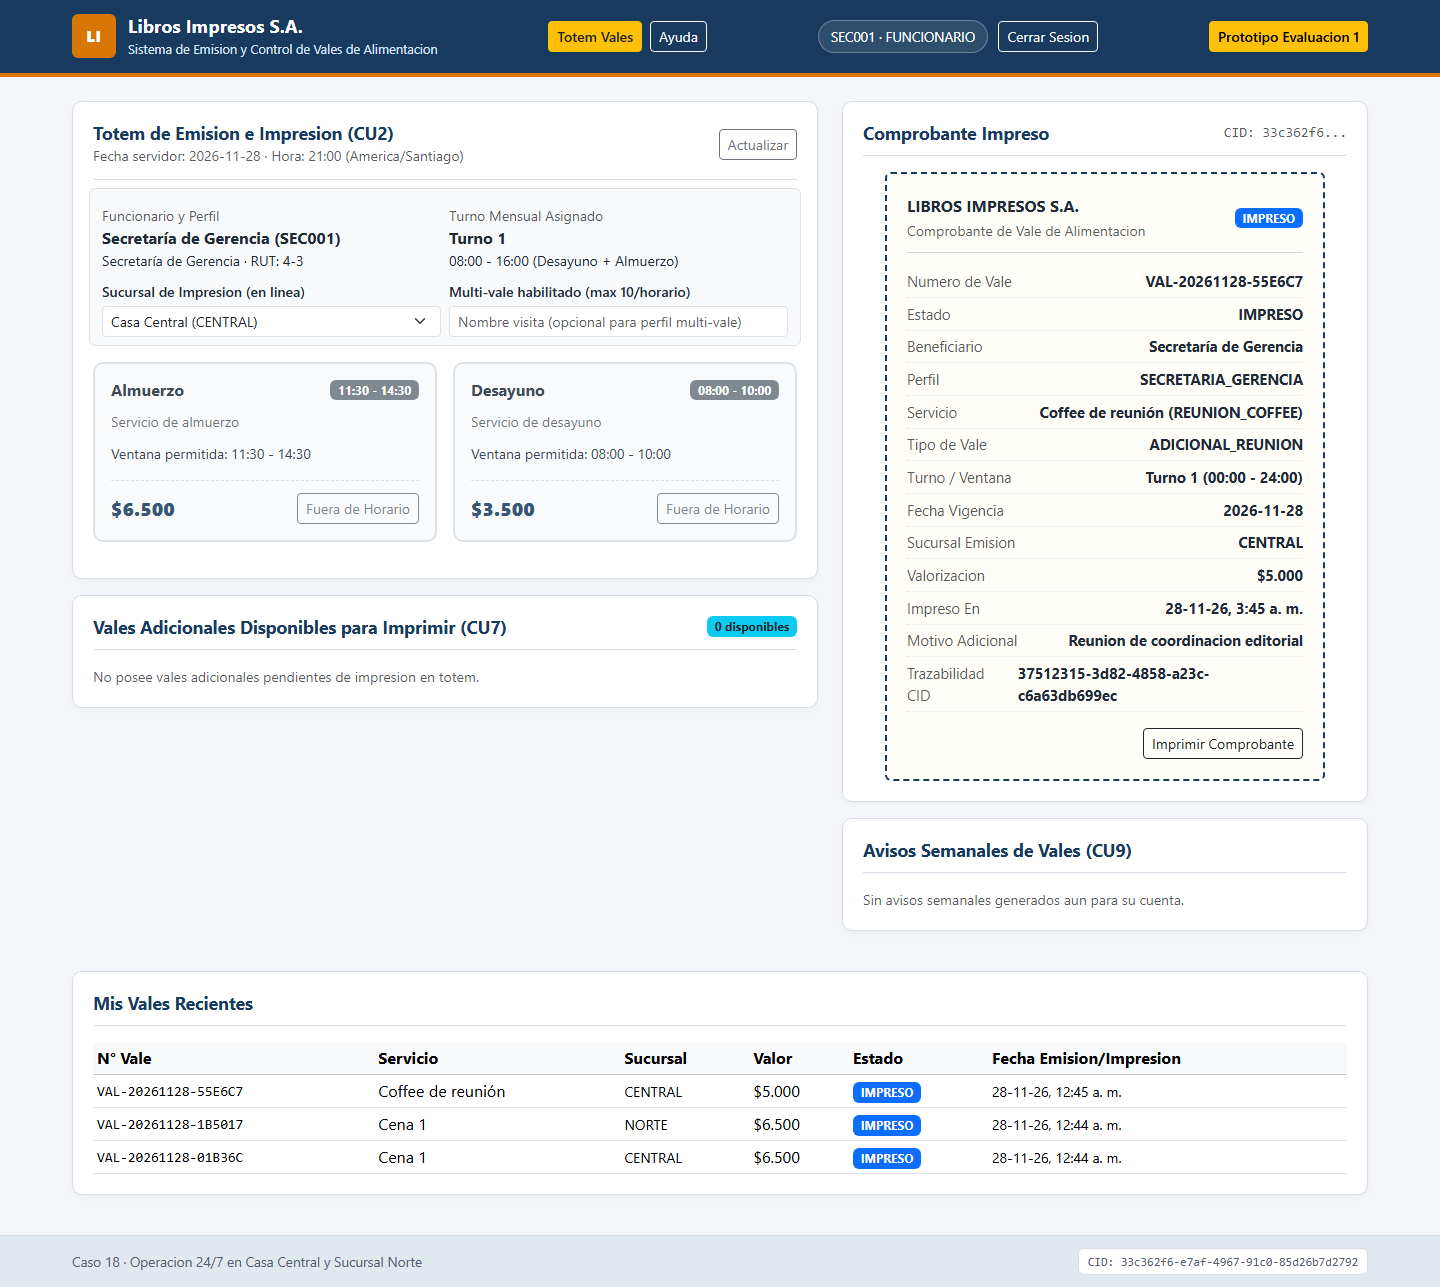 LI
Libros Impresos S.A.
Sistema de Emision y Control de Vales de Alimentacion
Totem Vales
Ayuda
SEC001 · FUNCIONARIO
Cerrar Sesion
Prototipo Evaluacion 1
Totem de Emision e Impresion (CU2)
Fecha servidor: 2026-11-28 · Hora: 21:00 (America/Santiago)
Actualizar
Funcionario y Perfil
Secretaría de Gerencia (SEC001)
Secretaría de Gerencia · RUT: 4-3
Turno Mensual Asignado
Turno 1
08:00 - 16:00 (Desayuno + Almuerzo)
Sucursal de Impresion (en linea)
Casa Central (CENTRAL)
Multi-vale habilitado (max 10/horario)
Nombre visita (opcional para perfil multi-vale)
Almuerzo
11:30 - 14:30
Servicio de almuerzo
Ventana permitida: 11:30 - 14:30
$6.500
Fuera de Horario
Desayuno
08:00 - 10:00
Servicio de desayuno
Ventana permitida: 08:00 - 10:00
$3.500
Fuera de Horario
Vales Adicionales Disponibles para Imprimir (CU7)
0 disponibles
No posee vales adicionales pendientes de impresion en totem.
Comprobante Impreso
CID: 33c362f6...
LIBROS IMPRESOS S.A.
Comprobante de Vale de Alimentacion
IMPRESO
Numero de Vale VAL-20261128-55E6C7
Estado IMPRESO
Beneficiario Secretaría de Gerencia
Perfil SECRETARIA_GERENCIA
Servicio Coffee de reunión (REUNION_COFFEE)
Tipo de Vale ADICIONAL_REUNION
Turno / Ventana Turno 1 (00:00 - 24:00)
Fecha Vigencia 2026-11-28
Sucursal Emision CENTRAL
Valorizacion $5.000
Impreso En 28-11-26, 3:45 a. m.
Motivo Adicional Reunion de coordinacion editorial
Trazabilidad CID
37512315-3d82-4858-a23c-
c6a63db699ec
Imprimir Comprobante
Avisos Semanales de Vales (CU9)
Sin avisos semanales generados aun para su cuenta.
Mis Vales Recientes
N° Vale Servicio Sucursal Valor Estado Fecha Emision/Impresion
VAL-20261128-55E6C7 Coffee de reunión CENTRAL $5.000 IMPRESO 28-11-26, 12:45 a. m.
VAL-20261128-1B5017 Cena 1 NORTE $6.500 IMPRESO 28-11-26, 12:44 a. m.
VAL-20261128-01B36C Cena 1 CENTRAL $6.500 IMPRESO 28-11-26, 12:44 a. m.
Caso 18 · Operacion 24/7 en Casa Central y Sucursal Norte
CID: 33c362f6-e7af-4967-91c0-85d26b7d2792